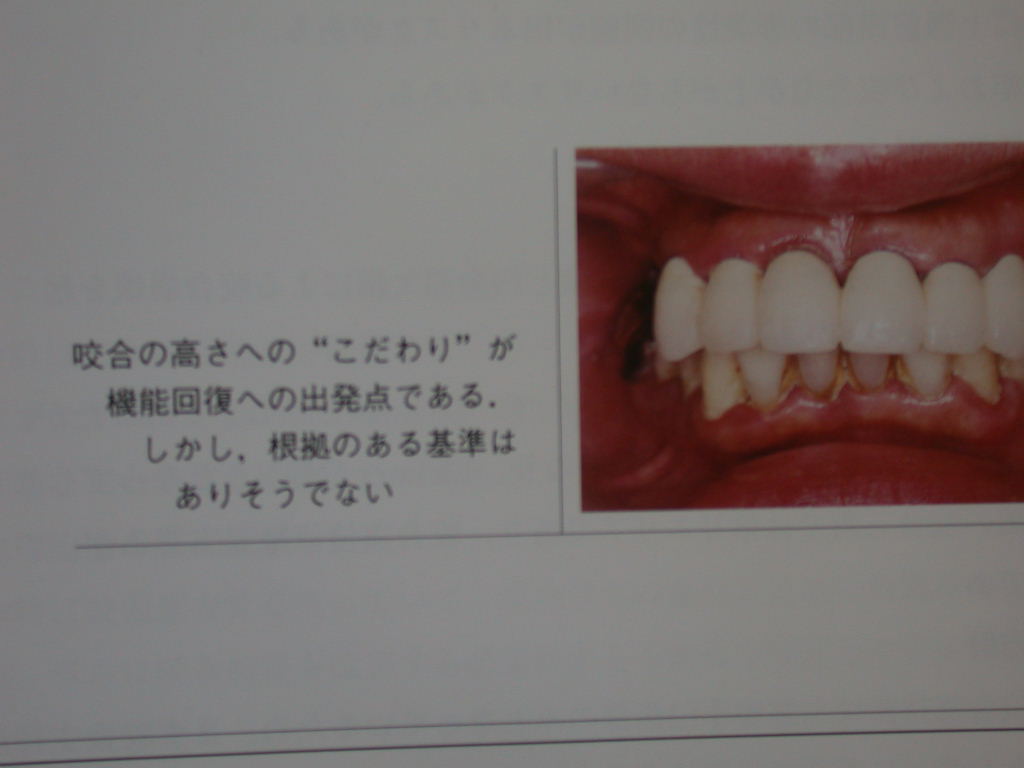 咬合の高さへの“こだわり”が
機能回復への出発点である．
しかし，根拠のある基準は
ありそうでない